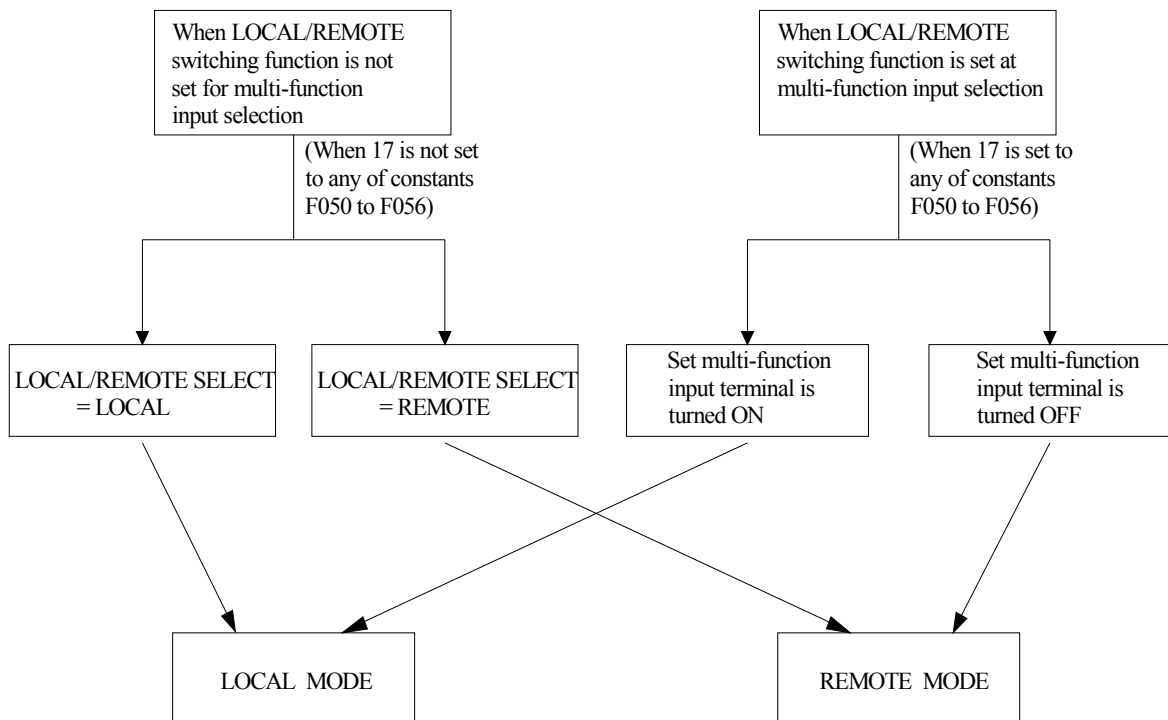 When LOCAL/REMOTE
switching function is not
set for multi-function
input selection
When LOCAL/REMOTE
switching function is set at
multi-function input selection
(When 17 is not set
to any of constants
F050 to F056)
(When 17 is set to
any of constants
F050 to F056)
LOCAL/REMOTE SELECT
= LOCAL
LOCAL/REMOTE SELECT
= REMOTE
Set multi-function
input terminal is
turned ON
Set multi-function
input terminal is
turned OFF
LOCAL MODE
REMOTE MODE